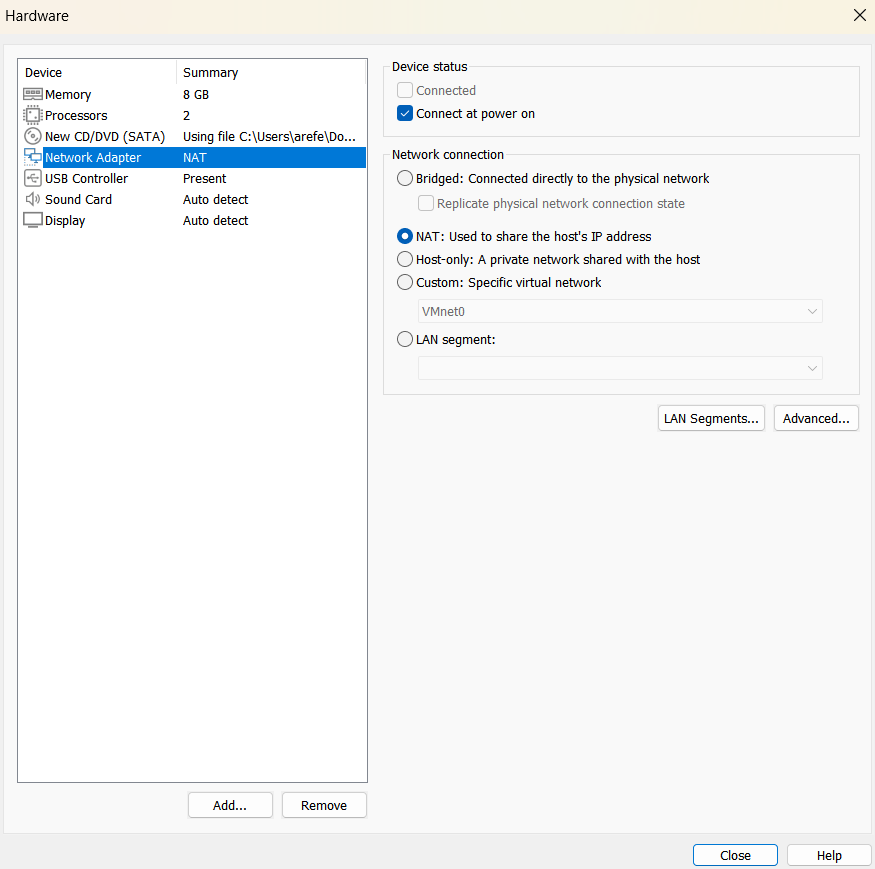 Hardware
Device Summary
Memory 8 GB
Processors 2
New CD/DVD (SATA) Using file C:\Users\arefe\Do...
Network Adapter NAT
USB Controller Present
Sound Card Auto detect
Display Auto detect
Add... Remove
Device status
Connected
Connect at power on
Network connection
Bridged: Connected directly to the physical network
Replicate physical network connection state
NAT: Used to share the host's IP address
Host-only: A private network shared with the host
Custom: Specific virtual network
VMnet0
LAN segment:
LAN Segments... Advanced...
Close Help